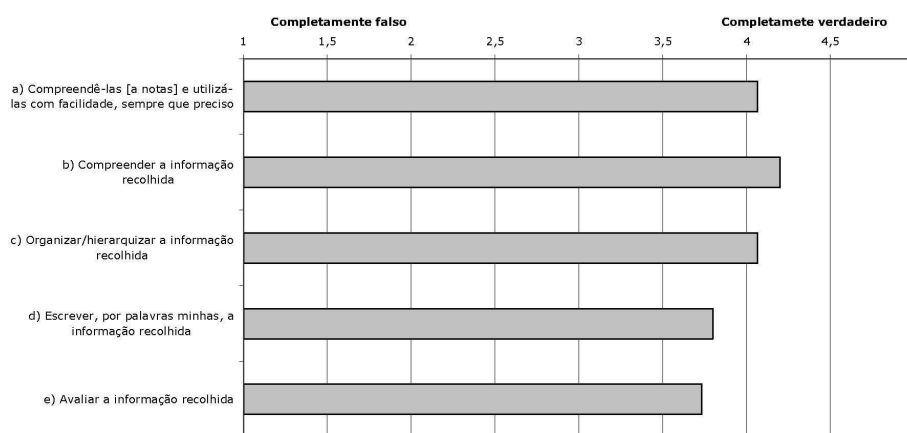 Completamente falso
Completamete verdadeiro
1
1,5
2
2,5
3
3,5
4
4,5
a) Compreendê-las [a notas] e utilizá-
las com facilidade, sempre que preciso
b) Compreender a informação
recolhida
c) Organizar/hierarquizar a informação
recolhida
d) Escrever, por palavras minhas, a
informação recolhida
e) Avaliar a informação recolhida